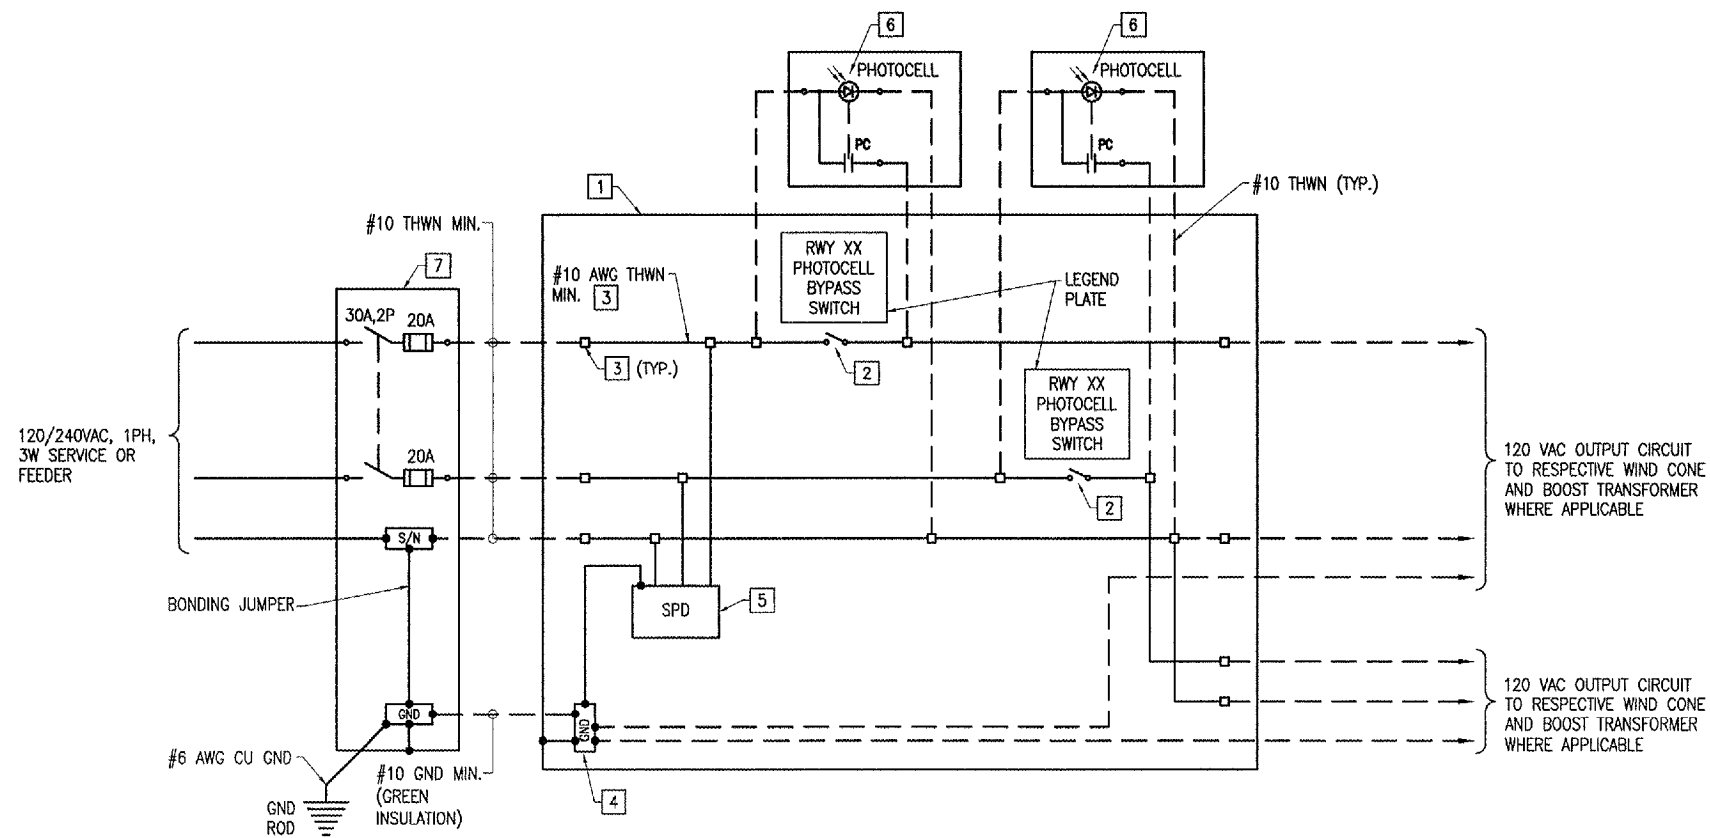 6
6
PHOTOCELL
PHOTOCELL
PC
PC
1
#10 THWN (TYP.)
#10 THWN MIN.
7
RWY XX
PHOTOCELL
BYPASS
SWITCH
#10 AWG THWN
MIN. 3
LEGEND
PLATE
30A,2P
20A
3 (TYP.)
2
RWY XX
PHOTOCELL
BYPASS
SWITCH
120/240VAC, 1PH,
3W SERVICE OR
FEEDER
20A
2
120 VAC OUTPUT CIRCUIT
TO RESPECTIVE WIND CONE
AND BOOST TRANSFORMER
WHERE APPLICABLE
S/N
BONDING JUMPER
SPD
5
GND
GND
120 VAC OUTPUT CIRCUIT
TO RESPECTIVE WIND CONE
AND BOOST TRANSFORMER
WHERE APPLICABLE
#6 AWG CU GND
#10 GND MIN.
(GREEN
INSULATION)
4
GND
ROD